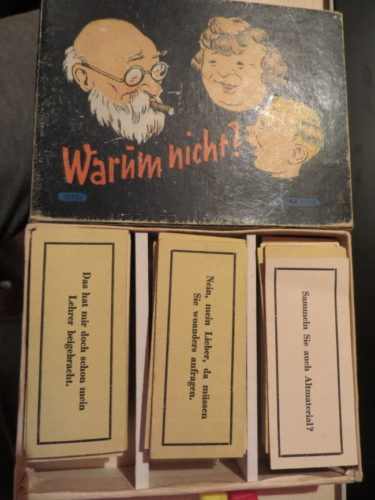 Warum nicht?
Das hat mir doch schon mein
Lehrer beigebracht.
Nein, mein Lieber, da müssen
Sie woanders anfragen.
Sammeln Sie auch Altmaterial?